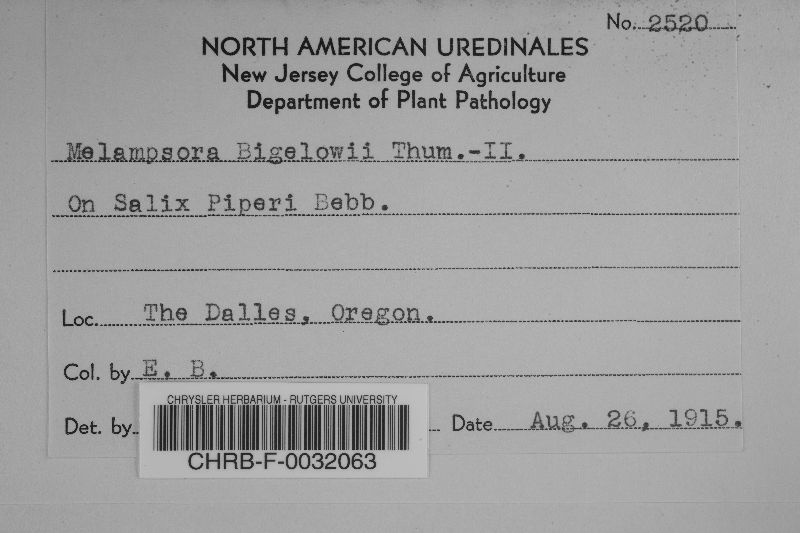 No. 2520
NORTH AMERICAN UREDINALES
New Jersey College of Agriculture
Department of Plant Pathology
Melampsora Bigelowii Thum.-II.
On Salix Piperi Bebb.
Loc. The Dalles, Oregon.
Col. by E. B.
Det. by
Date Aug. 26, 1915.
CHRYSLER HERBARIUM - RUTGERS UNIVERSITY
CHRB-F-0032063